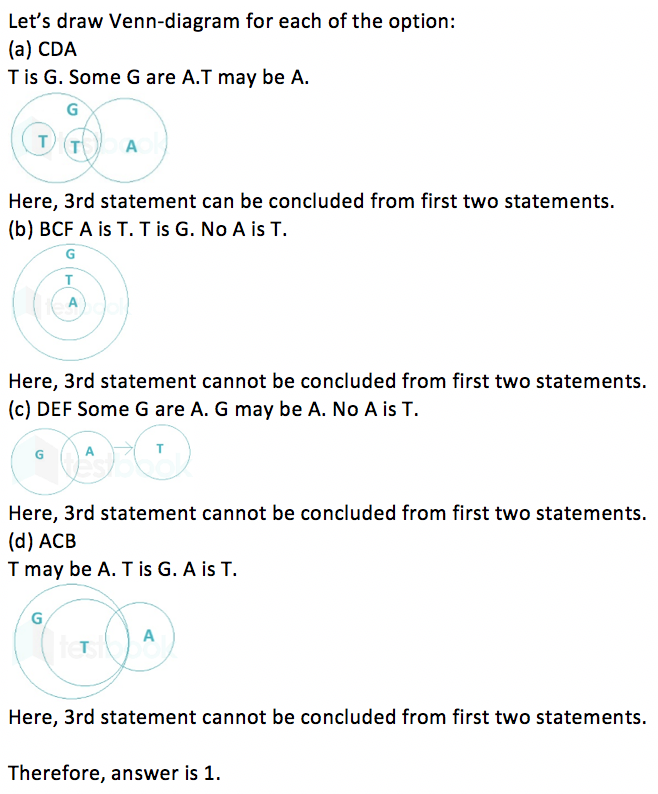 Let's draw Venn-diagram for each of the option:
(a) CDA
T is G. Some G are A.T may be A.
G
T T A
Here, 3rd statement can be concluded from first two statements.
(b) BCF A is T. T is G. No A is T.
G
T
A
Here, 3rd statement cannot be concluded from first two statements.
(c) DEF Some G are A. G may be A. No A is T.
G A T
Here, 3rd statement cannot be concluded from first two statements.
(d) ACB
T may be A. T is G. A is T.
G
T A
Here, 3rd statement cannot be concluded from first two statements.
Therefore, answer is 1.